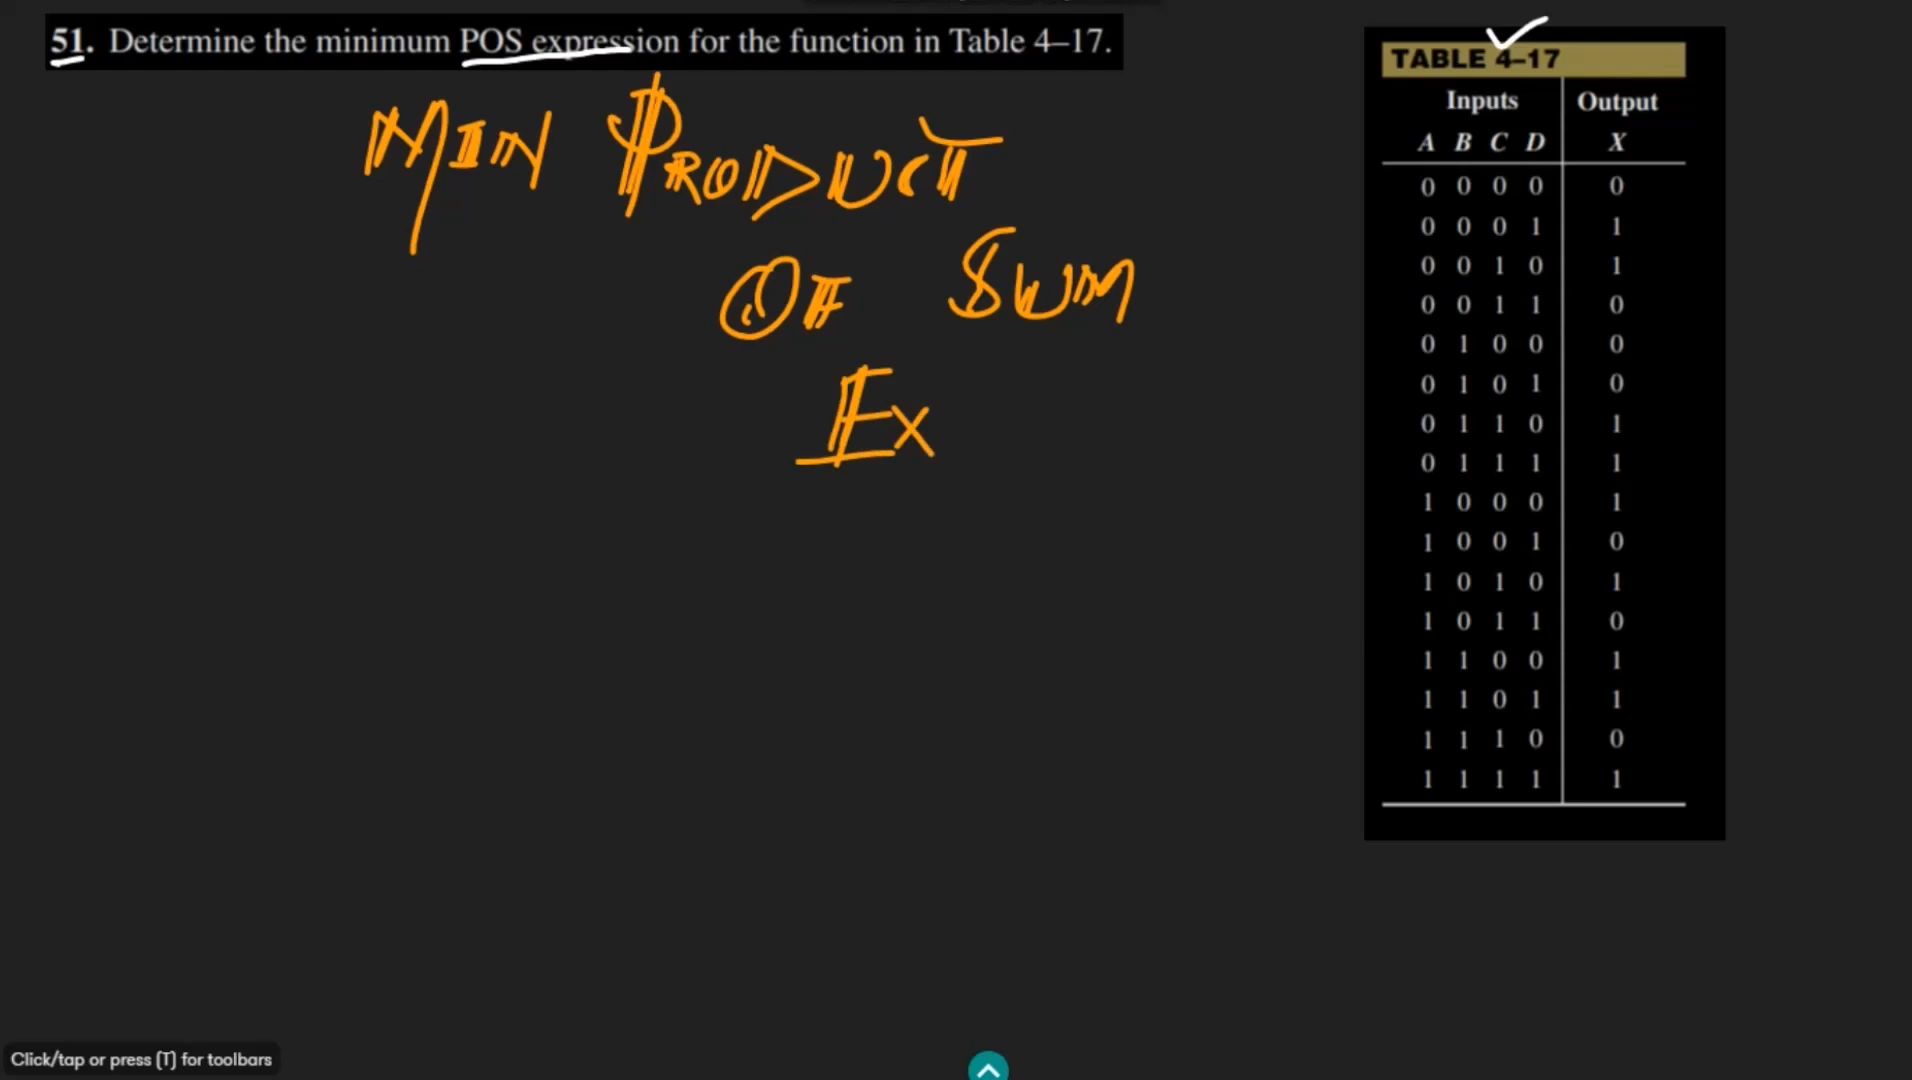 51. Determine the minimum POS expression for the function in Table 4–17.
MIN PRODUCT
OF SUM
Ex
TABLE 4–17
Inputs Output
A B C D X
0 0 0 0 0
0 0 0 1 1
0 0 1 0 1
0 0 1 1 0
0 1 0 0 0
0 1 0 1 0
0 1 1 0 1
0 1 1 1 1
1 0 0 0 1
1 0 0 1 0
1 0 1 0 1
1 0 1 1 0
1 1 0 0 1
1 1 0 1 1
1 1 1 0 0
1 1 1 1 1
Click/tap or press (T) for toolbars